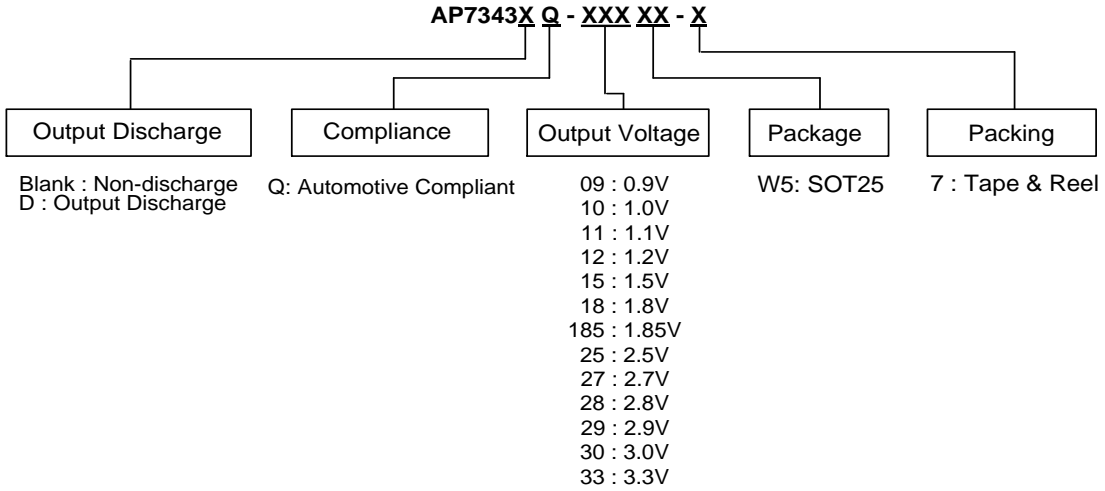 AP7343X Q - XXX XX - X
Output Discharge
Compliance
Output Voltage
Package
Packing
Blank : Non-discharge
D : Output Discharge
Q: Automotive Compliant
09 : 0.9V
10 : 1.0V
11 : 1.1V
12 : 1.2V
15 : 1.5V
18 : 1.8V
185 : 1.85V
25 : 2.5V
27 : 2.7V
28 : 2.8V
29 : 2.9V
30 : 3.0V
33 : 3.3V
W5: SOT25
7 : Tape & Reel